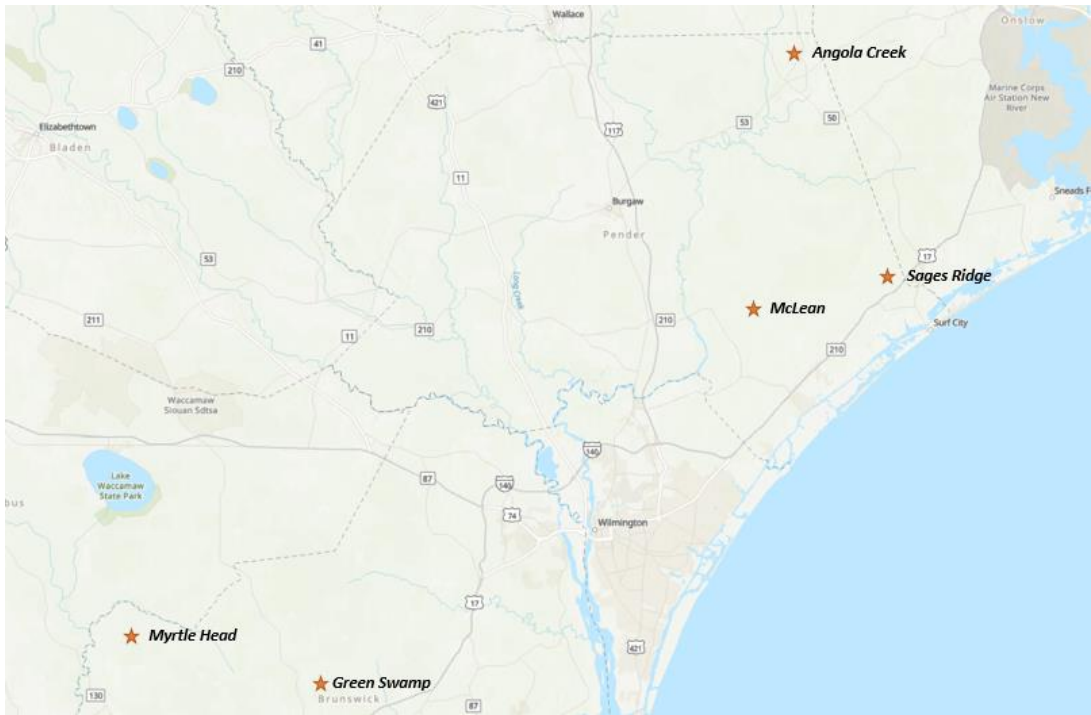 Wallace
Onslow
41
Angola Creek
210
Marine Corps
Air Station New
River
421
117
53
50
Elizabethtown
Bladen
11
Burgaw
Sneads F
Pender
17
53
Long Creek
Sages Ridge
McLean
211
210
210
Surf City
11
210
Waccamaw
Siouan Sdtsa
140
Lake
Waccamaw
State Park
87
140
bus
74
Wilmington
17
Myrtle Head
421
Green Swamp
130
Brunswick
87